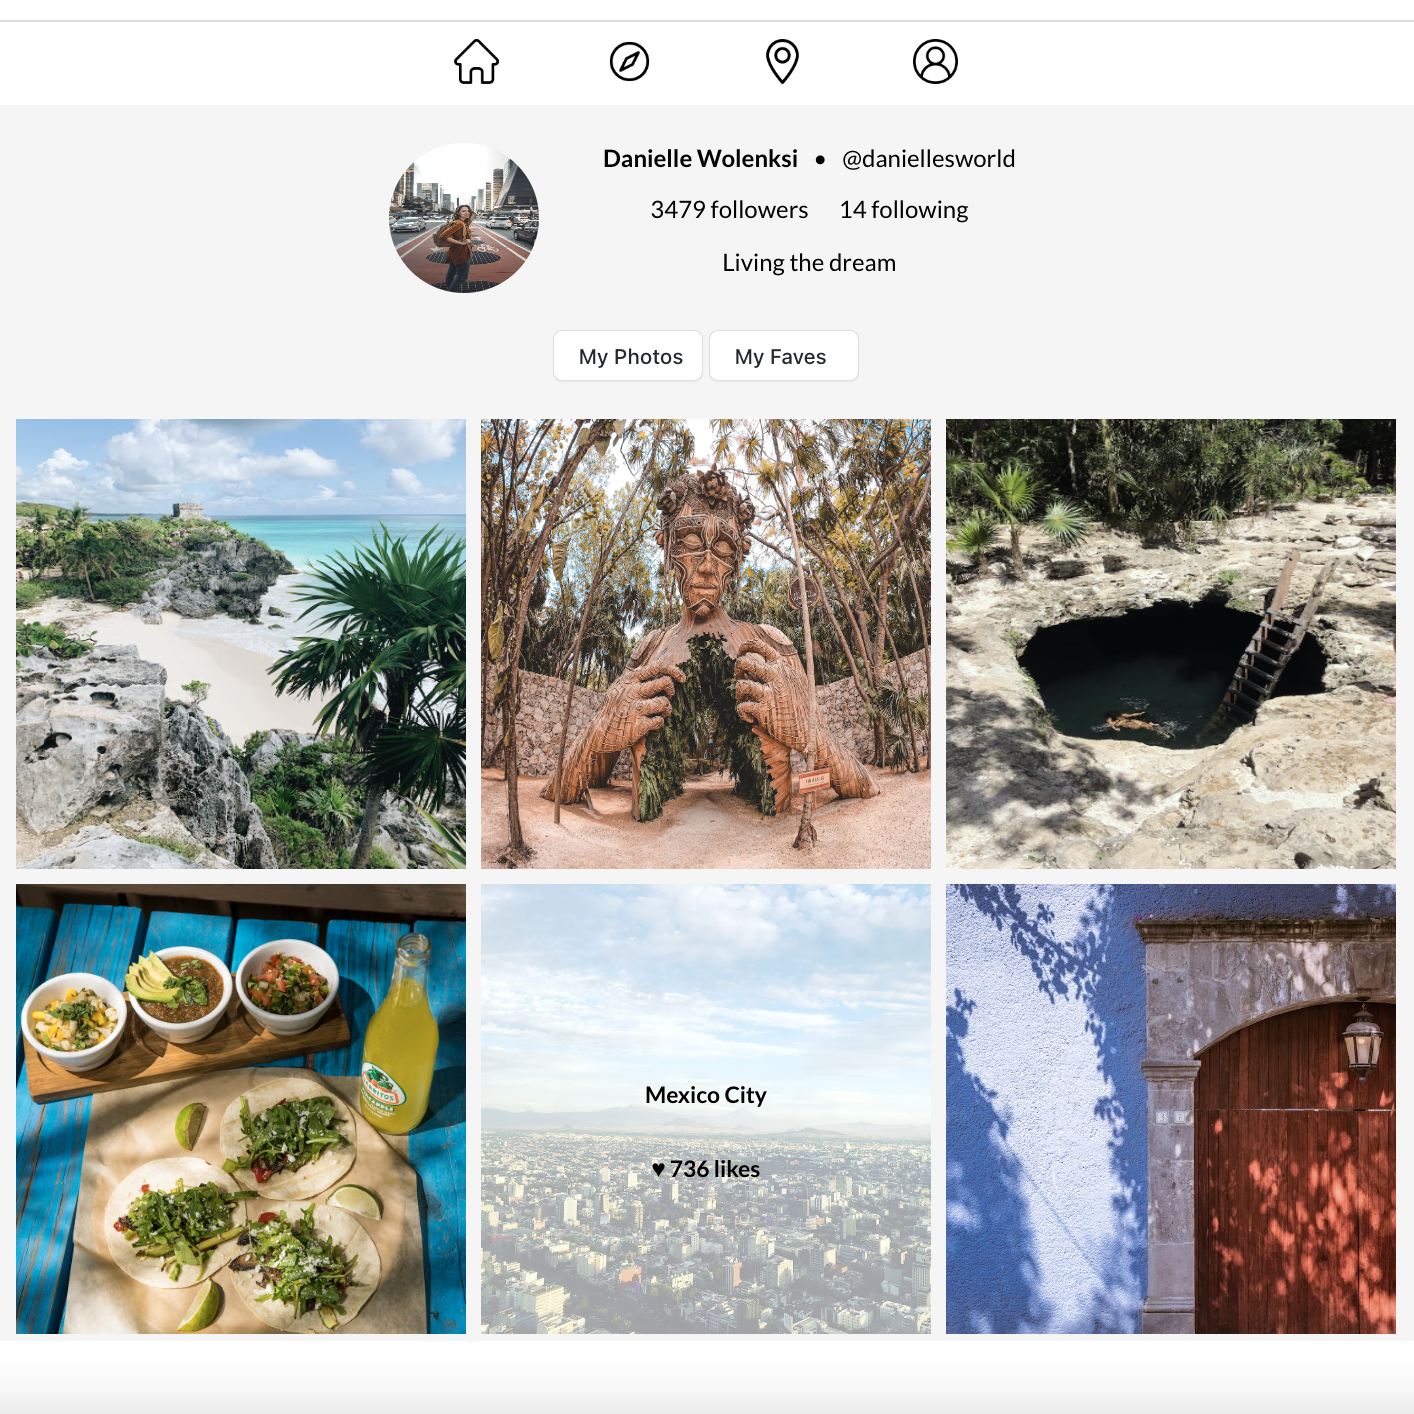 Danielle Wolenksi • @daniellesworld
3479 followers 14 following
Living the dream
My Photos My Faves
Mexico City
♥ 736 likes